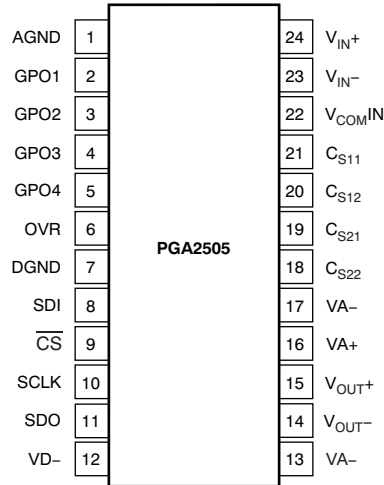 AGND 1 24 VIN+
GPO1 2 23 VIN−
GPO2 3 22 VCOMIN
GPO3 4 21 CS11
GPO4 5 20 CS12
OVR 6 19 CS21
PGA2505
DGND 7 18 CS22
SDI 8 17 VA−
CS 9 16 VA+
SCLK 10 15 VOUT+
SDO 11 14 VOUT−
VD− 12 13 VA−